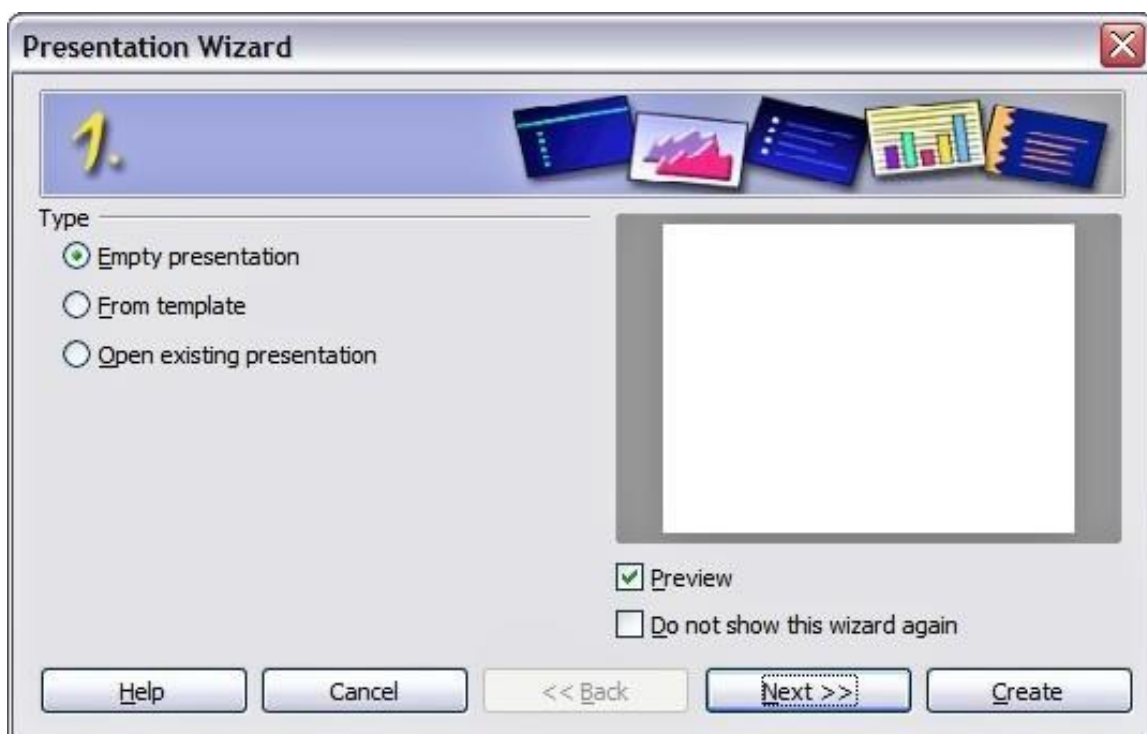 Presentation Wizard
1.
Type
Empty presentation
From template
Open existing presentation
Preview
Do not show this wizard again
Help Cancel << Back Next >> Create